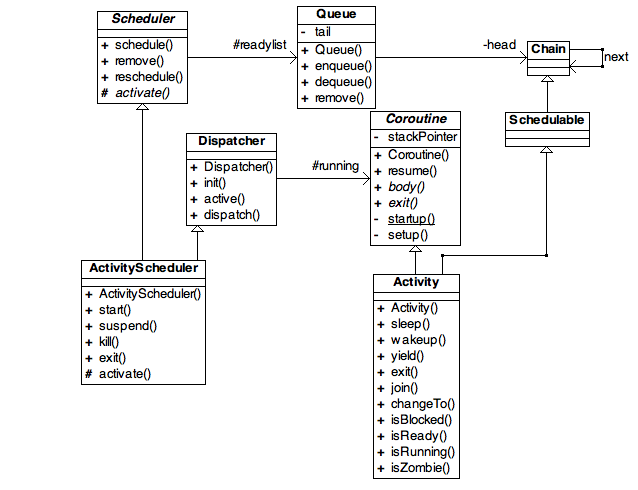 Scheduler
+ schedule()
+ remove()
+ reschedule()
# activate()
#readylist
Queue
- tail
+ Queue()
+ enqueue()
+ dequeue()
+ remove()
-head
Chain
next
Schedulable
Dispatcher
+ Dispatcher()
+ init()
+ active()
+ dispatch()
#running
Coroutine
- stackPointer
+ Coroutine()
+ resume()
+ body()
+ exit()
- startup()
- setup()
ActivityScheduler
+ ActivityScheduler()
+ start()
+ suspend()
+ kill()
+ exit()
# activate()
Activity
+ Activity()
+ sleep()
+ wakeup()
+ yield()
+ exit()
+ join()
+ changeTo()
+ isBlocked()
+ isReady()
+ isRunning()
+ isZombie()